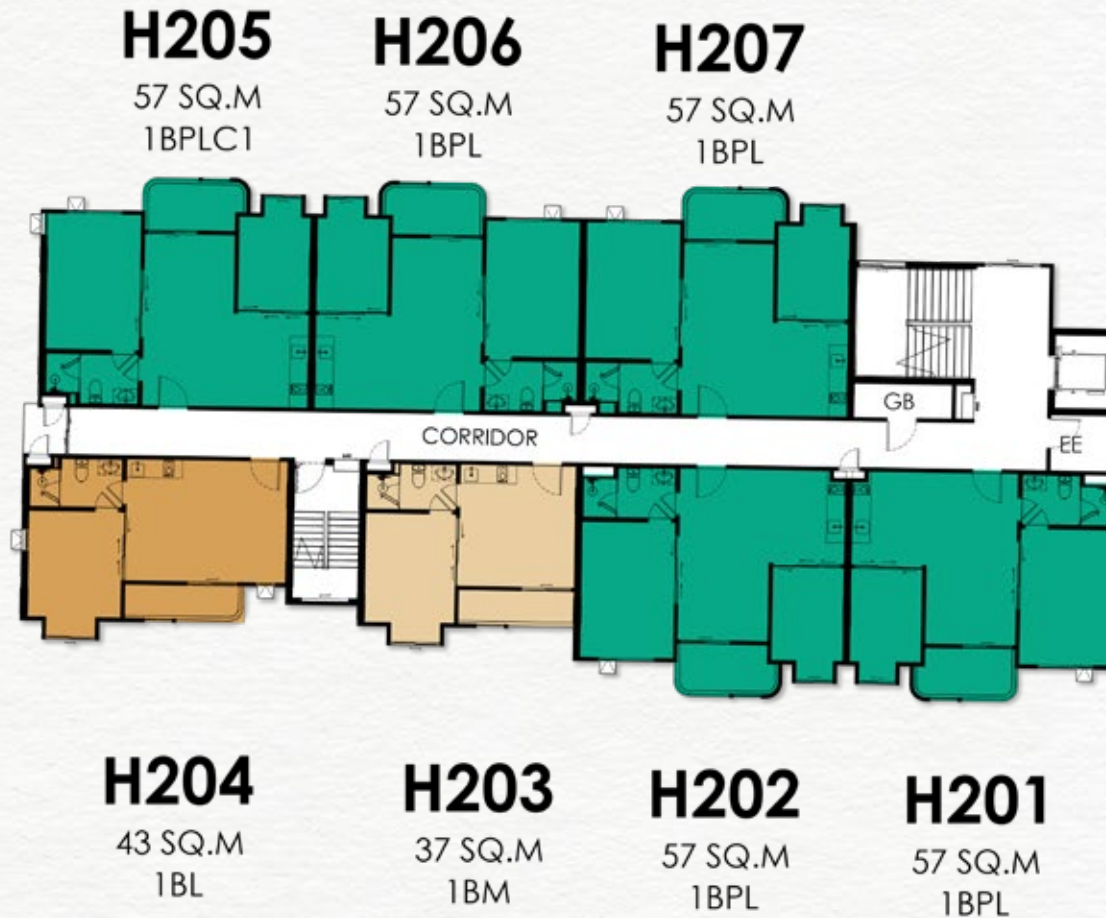 H205
57 SQ.M
1BPLC1
H206
57 SQ.M
1BPL
H207
57 SQ.M
1BPL
GB
CORRIDOR
EE
H204
43 SQ.M
1BL
H203
37 SQ.M
1BM
H202
57 SQ.M
1BPL
H201
57 SQ.M
1BPL